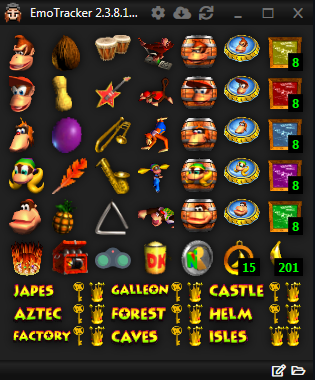 EmoTracker 2.3.8.1...
8
8
8
8
8
DK
R
15
201
JAPES GALLEON CASTLE
AZTEC FOREST HELM
FACTORY CAVES ISLES